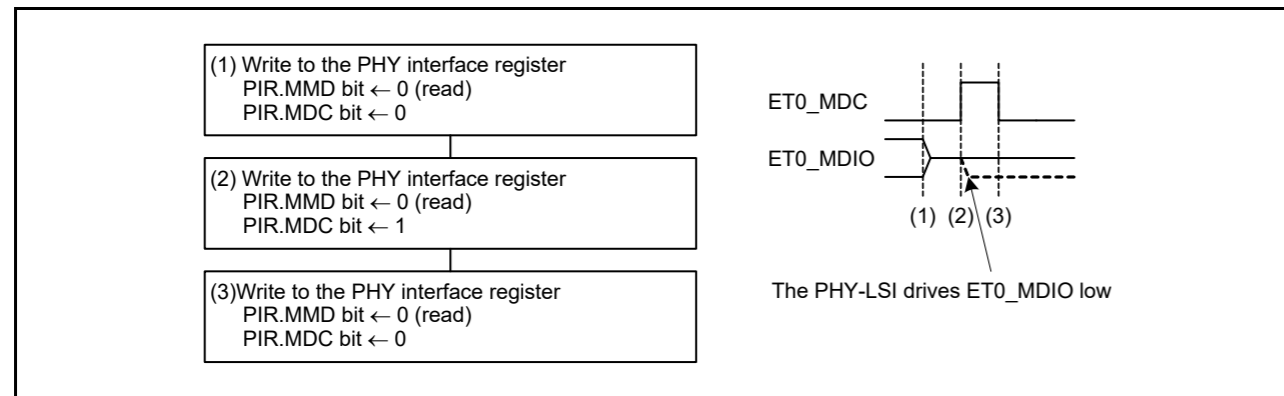 (1) Write to the PHY interface register
PIR.MMD bit ← 0 (read)
PIR.MDC bit ← 0
(2) Write to the PHY interface register
PIR.MMD bit ← 0 (read)
PIR.MDC bit ← 1
(3)Write to the PHY interface register
PIR.MMD bit ← 0 (read)
PIR.MDC bit ← 0
ET0_MDC
ET0_MDIO
(1) (2) (3)
The PHY-LSI drives ET0_MDIO low